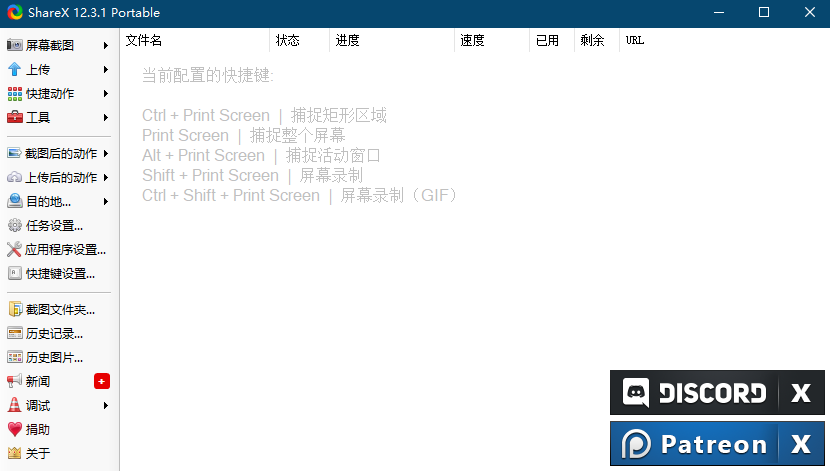 ShareX 12.3.1 Portable
屏幕截图
上传
快捷动作
工具
截图后的动作
上传后的动作
目的地...
任务设置...
应用程序设置...
快捷键设置...
截图文件夹...
历史记录...
历史图片...
新闻
调试
捐助
关于
文件名 状态 进度 速度 已用 剩余 URL
当前配置的快捷键:
Ctrl + Print Screen | 捕捉矩形区域
Print Screen | 捕捉整个屏幕
Alt + Print Screen | 捕捉活动窗口
Shift + Print Screen | 屏幕录制
Ctrl + Shift + Print Screen | 屏幕录制（GIF）
DISCORD X
Patreon X